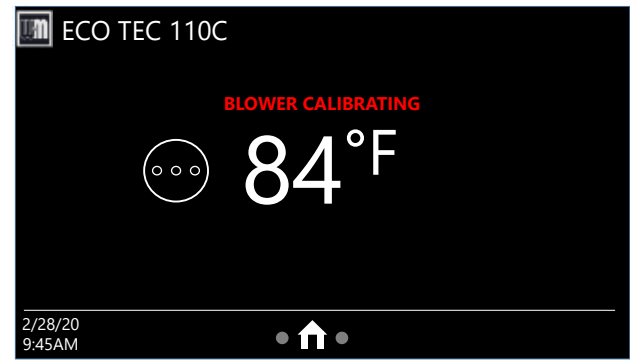 ECO TEC 110C
BLOWER CALIBRATING
84°F
2/28/20
9:45AM